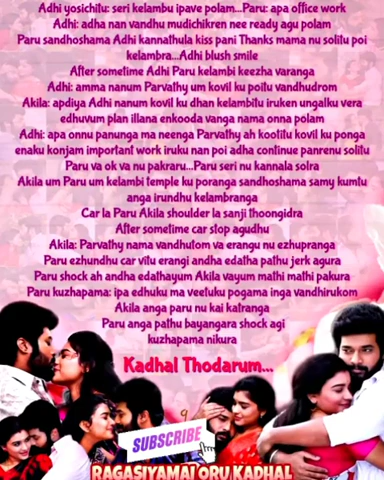 Adhi yosichitu: seri kelambu ipave polam...Paru: apa office work
Adhi: adha nan vandhu mudichikren nee ready agu polam
Paru sandhoshama Adhi kannathula kiss pani Thanks mama nu solitu poi
kelambra...Adhi blush smile
After sometime Adhi Paru kelambi keezha varanga
Adhi: amma nanum Parvathy um kovil ku poitu vandhudrom
Akila: apdiya Adhi nanum kovil ku dhan kelambitu iruken ungalku vera
edhuvum plan illana enkooda vanga nama onna polam
Adhi: apa onnu panunga ma neenga Parvathy ah kootitu kovil ku ponga
enaku konjam important work iruku nan poi adha continue panrenu solitu
Paru va ok va nu pakraru...Paru seri nu kannala solra
Akila um Paru um kelambi temple ku poranga sandhoshama samy kumtu
anga irundhu kelambranga
Car la Paru Akila shoulder la sanji thoongidra
After sometime car stop agudhu
Akila: Parvathy nama vandhutom va erangu nu ezhupranga
Paru ezhundhu car vitu erangi andha edatha pathu jerk agura
Paru shock ah andha edathayum Akila vayum mathi mathi pakura
Paru kuzhapama: ipa edhuku ma veetuku pogama inga vandhirukom
Akila anga paru nu kai katranga
Paru anga pathu bayangara shock agi
kuzhapama nikura
Kadhal Thodarum...
SUBSCRIBE
RAGASIYAMAI ORU KADHAL